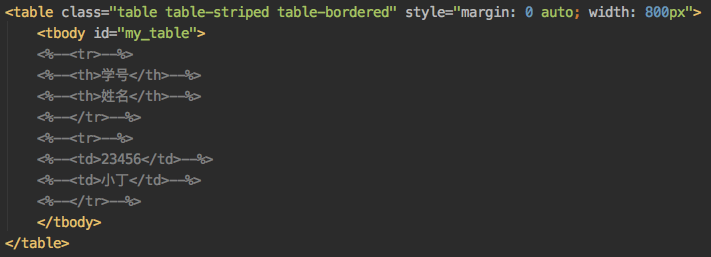 <table class="table table-striped table-bordered" style="margin: 0 auto; width: 800px">
<tbody id="my_table">
<%--<tr>--%>
<%--<th>学号</th>--%>
<%--<th>姓名</th>--%>
<%--</tr>--%>
<%--<tr>--%>
<%--<td>23456</td>--%>
<%--<td>小丁</td>--%>
<%--</tr>--%>
</tbody>
</table>